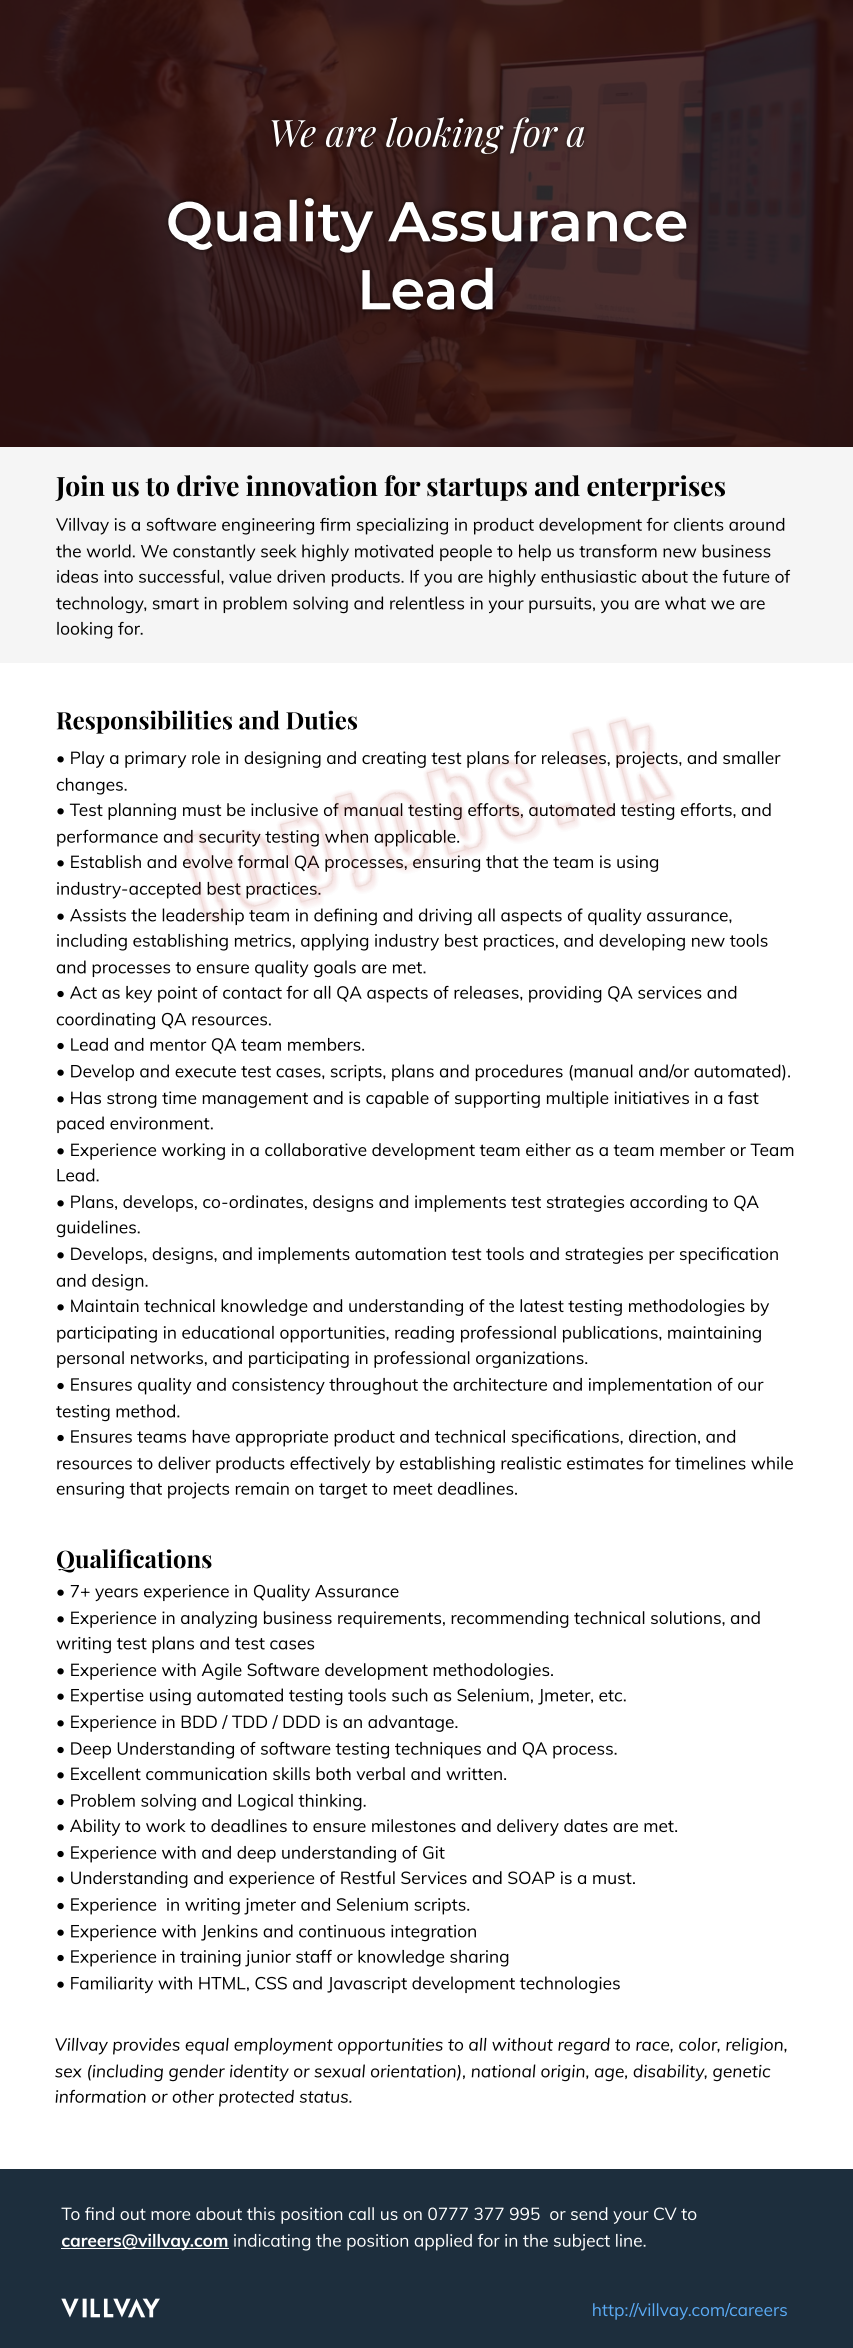 We are looking for a
Quality Assurance
Lead
Join us to drive innovation for startups and enterprises
Villvay is a software engineering firm specializing in product development for clients around
the world. We constantly seek highly motivated people to help us transform new business
ideas into successful, value driven products. If you are highly enthusiastic about the future of
technology, smart in problem solving and relentless in your pursuits, you are what we are
looking for.
Responsibilities and Duties
• Play a primary role in designing and creating test plans for releases, projects, and smaller
changes.
• Test planning must be inclusive of manual testing efforts, automated testing efforts, and
performance and security testing when applicable.
• Establish and evolve formal QA processes, ensuring that the team is using
industry-accepted best practices.
topjobs.lk
• Assists the leadership team in defining and driving all aspects of quality assurance,
including establishing metrics, applying industry best practices, and developing new tools
and processes to ensure quality goals are met.
• Act as key point of contact for all QA aspects of releases, providing QA services and
coordinating QA resources.
• Lead and mentor QA team members.
• Develop and execute test cases, scripts, plans and procedures (manual and/or automated).
• Has strong time management and is capable of supporting multiple initiatives in a fast
paced environment.
• Experience working in a collaborative development team either as a team member or Team
Lead.
• Plans, develops, co-ordinates, designs and implements test strategies according to QA
guidelines.
• Develops, designs, and implements automation test tools and strategies per specification
and design.
• Maintain technical knowledge and understanding of the latest testing methodologies by
participating in educational opportunities, reading professional publications, maintaining
personal networks, and participating in professional organizations.
• Ensures quality and consistency throughout the architecture and implementation of our
testing method.
• Ensures teams have appropriate product and technical specifications, direction, and
resources to deliver products effectively by establishing realistic estimates for timelines while
ensuring that projects remain on target to meet deadlines.
Qualifications
• 7+ years experience in Quality Assurance
• Experience in analyzing business requirements, recommending technical solutions, and
writing test plans and test cases
• Experience with Agile Software development methodologies.
• Expertise using automated testing tools such as Selenium, Jmeter, etc.
• Experience in BDD / TDD / DDD is an advantage.
• Deep Understanding of software testing techniques and QA process.
• Excellent communication skills both verbal and written.
• Problem solving and Logical thinking.
• Ability to work to deadlines to ensure milestones and delivery dates are met.
• Experience with and deep understanding of Git
• Understanding and experience of Restful Services and SOAP is a must.
• Experience  in writing jmeter and Selenium scripts.
• Experience with Jenkins and continuous integration
• Experience in training junior staff or knowledge sharing
• Familiarity with HTML, CSS and Javascript development technologies
Villvay provides equal employment opportunities to all without regard to race, color, religion,
sex (including gender identity or sexual orientation), national origin, age, disability, genetic
information or other protected status.
To find out more about this position call us on 0777 377 995  or send your CV to
careers@villvay.com indicating the position applied for in the subject line.
VILLVAY
http://villvay.com/careers